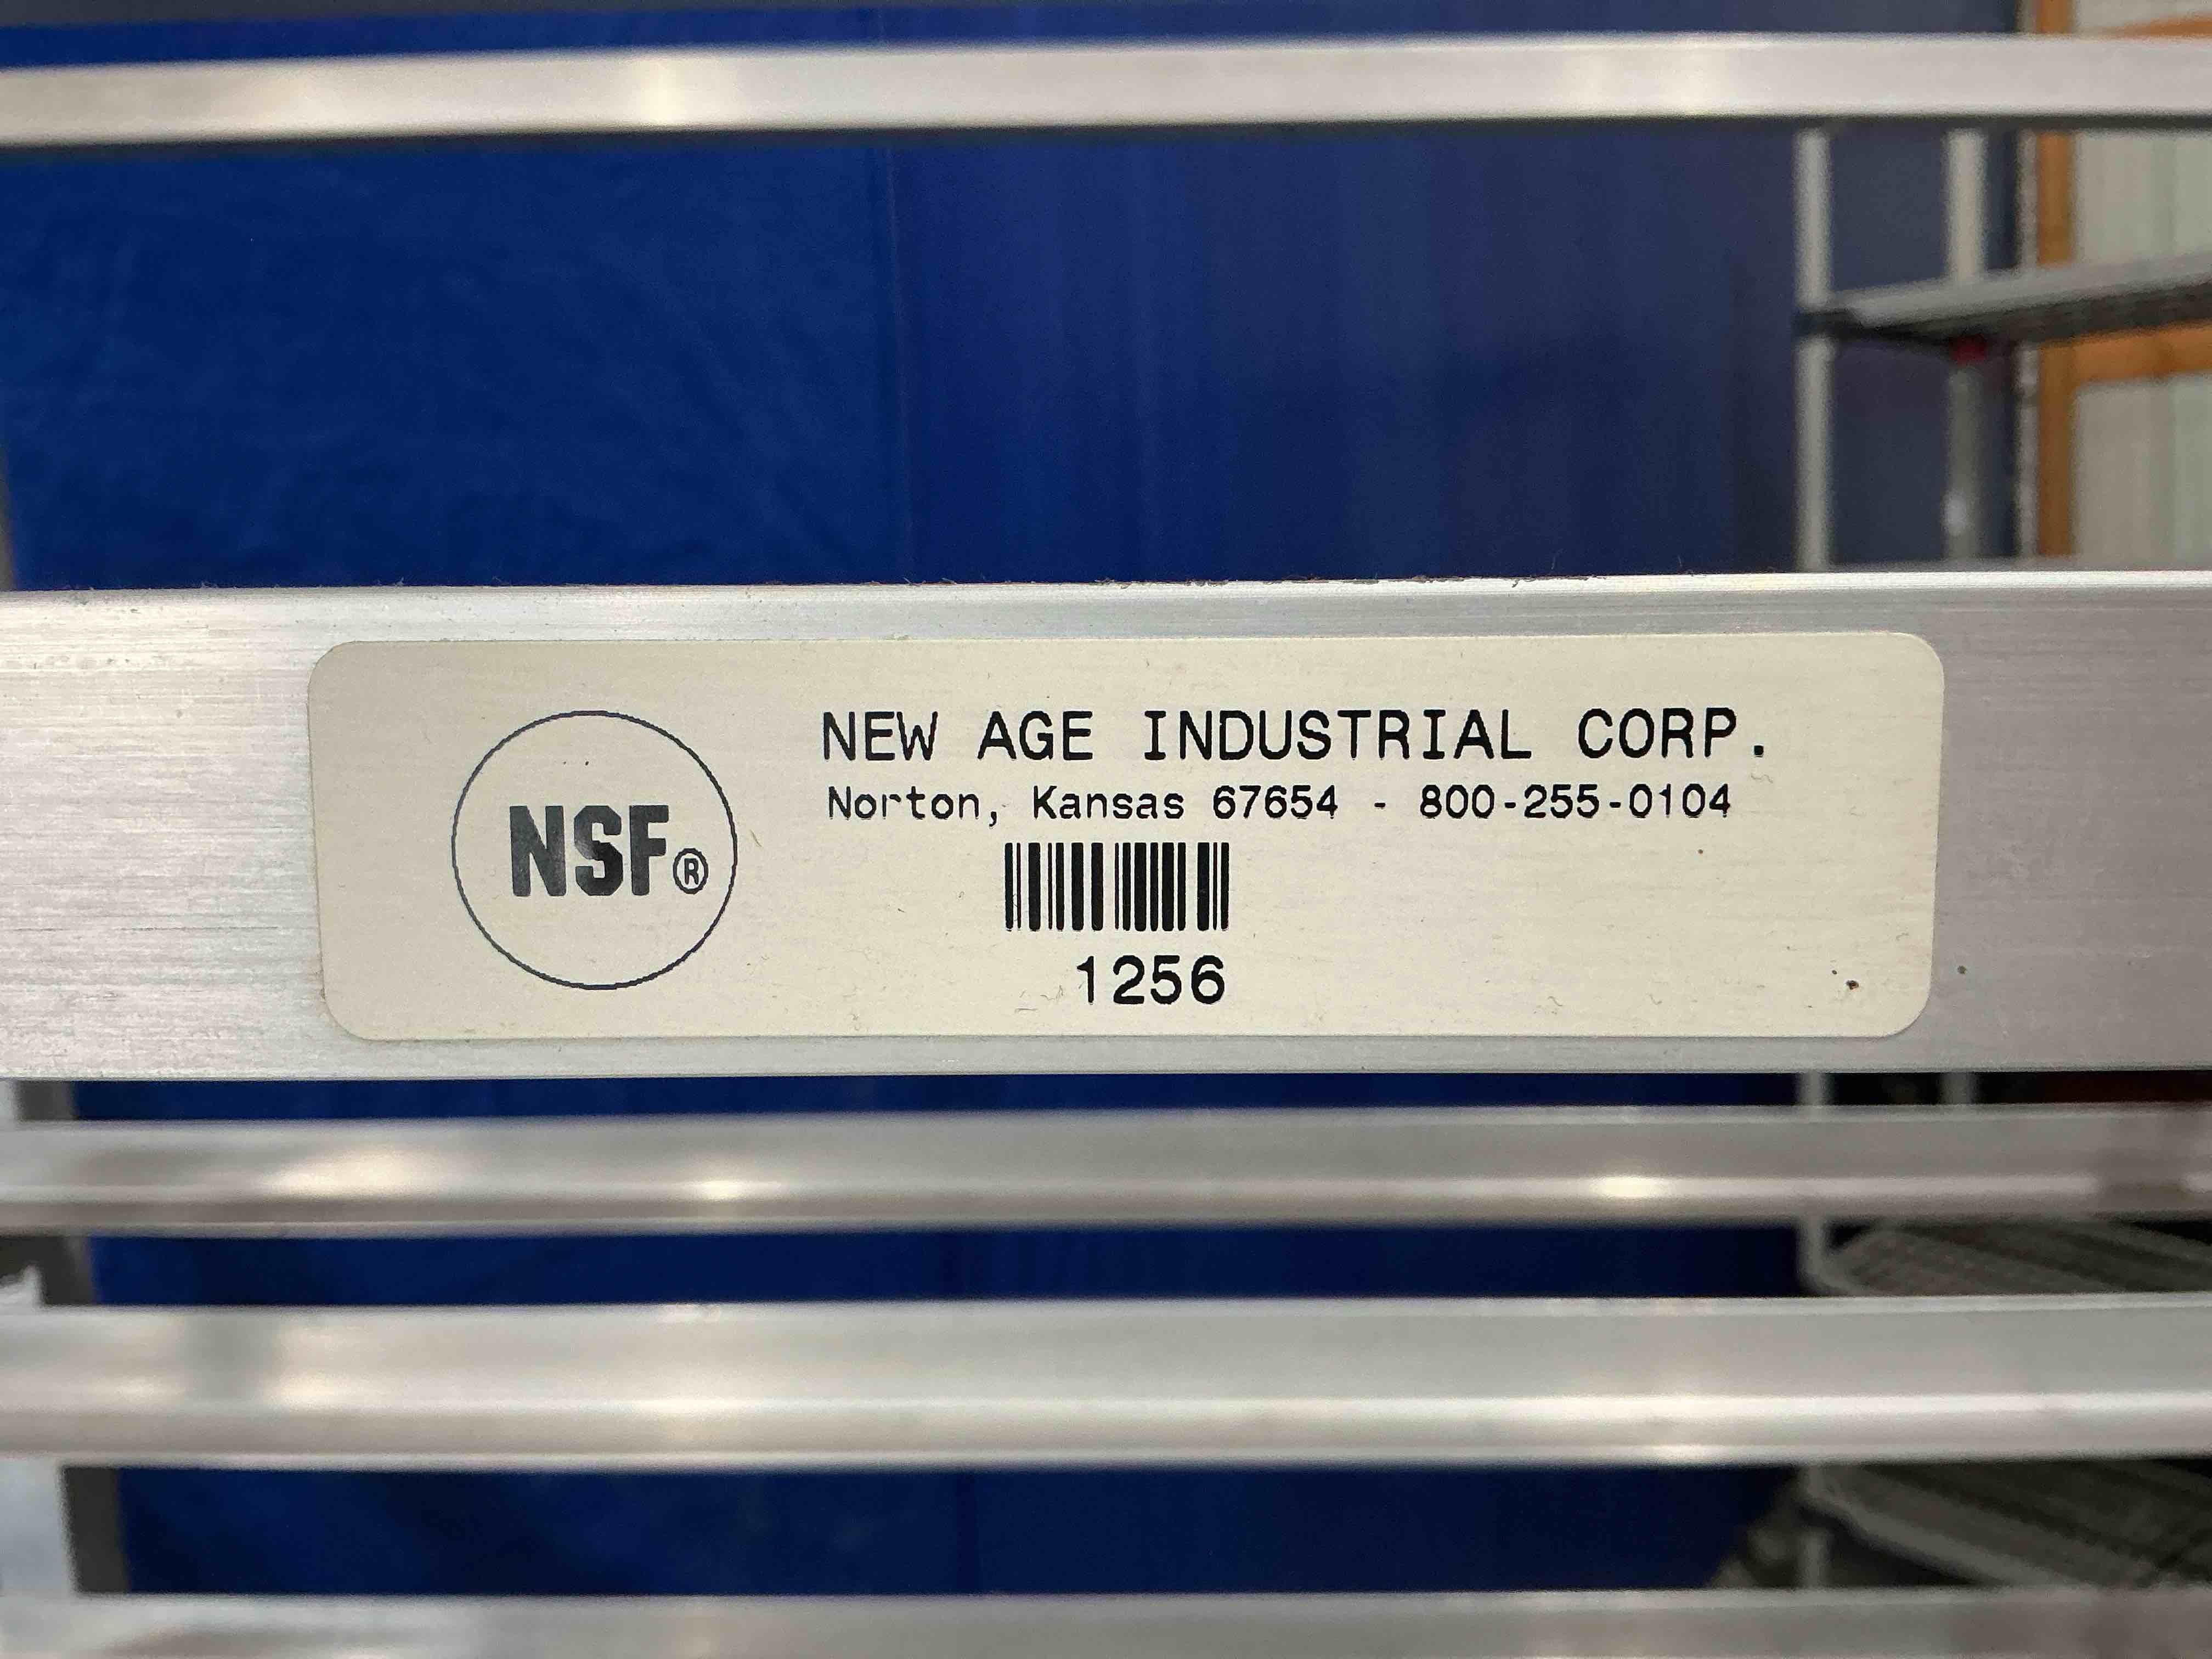 NSF®
NEW AGE INDUSTRIAL CORP.
Norton, Kansas 67654 - 800-255-0104
1256